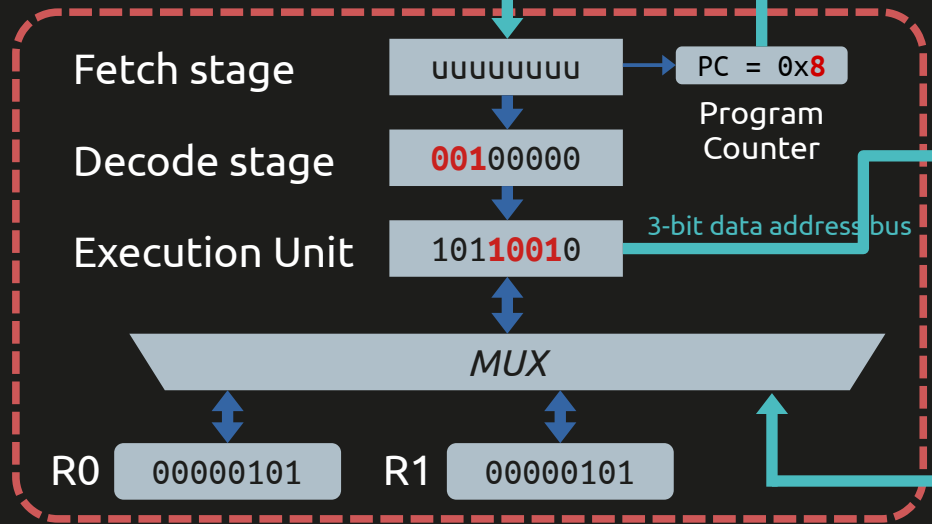 Fetch stage
uuuuuuuu
PC = 0x8
Program
Counter
Decode stage
00100000
Execution Unit
10110010
3-bit data address bus
MUX
R0
00000101
R1
00000101